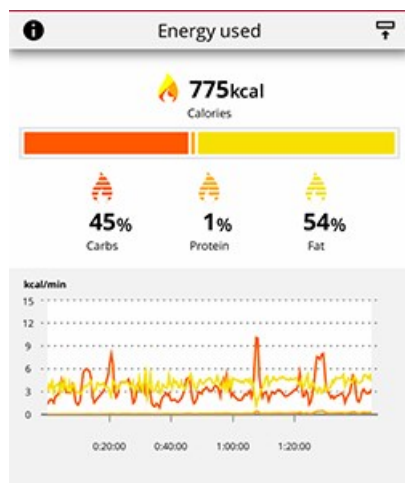 i
Energy used
775kcal
Calories
45% 1% 54%
Carbs Protein Fat
kcal/min
15
12
9
6
3
0
0:20:00 0:40:00 1:00:00 1:20:00